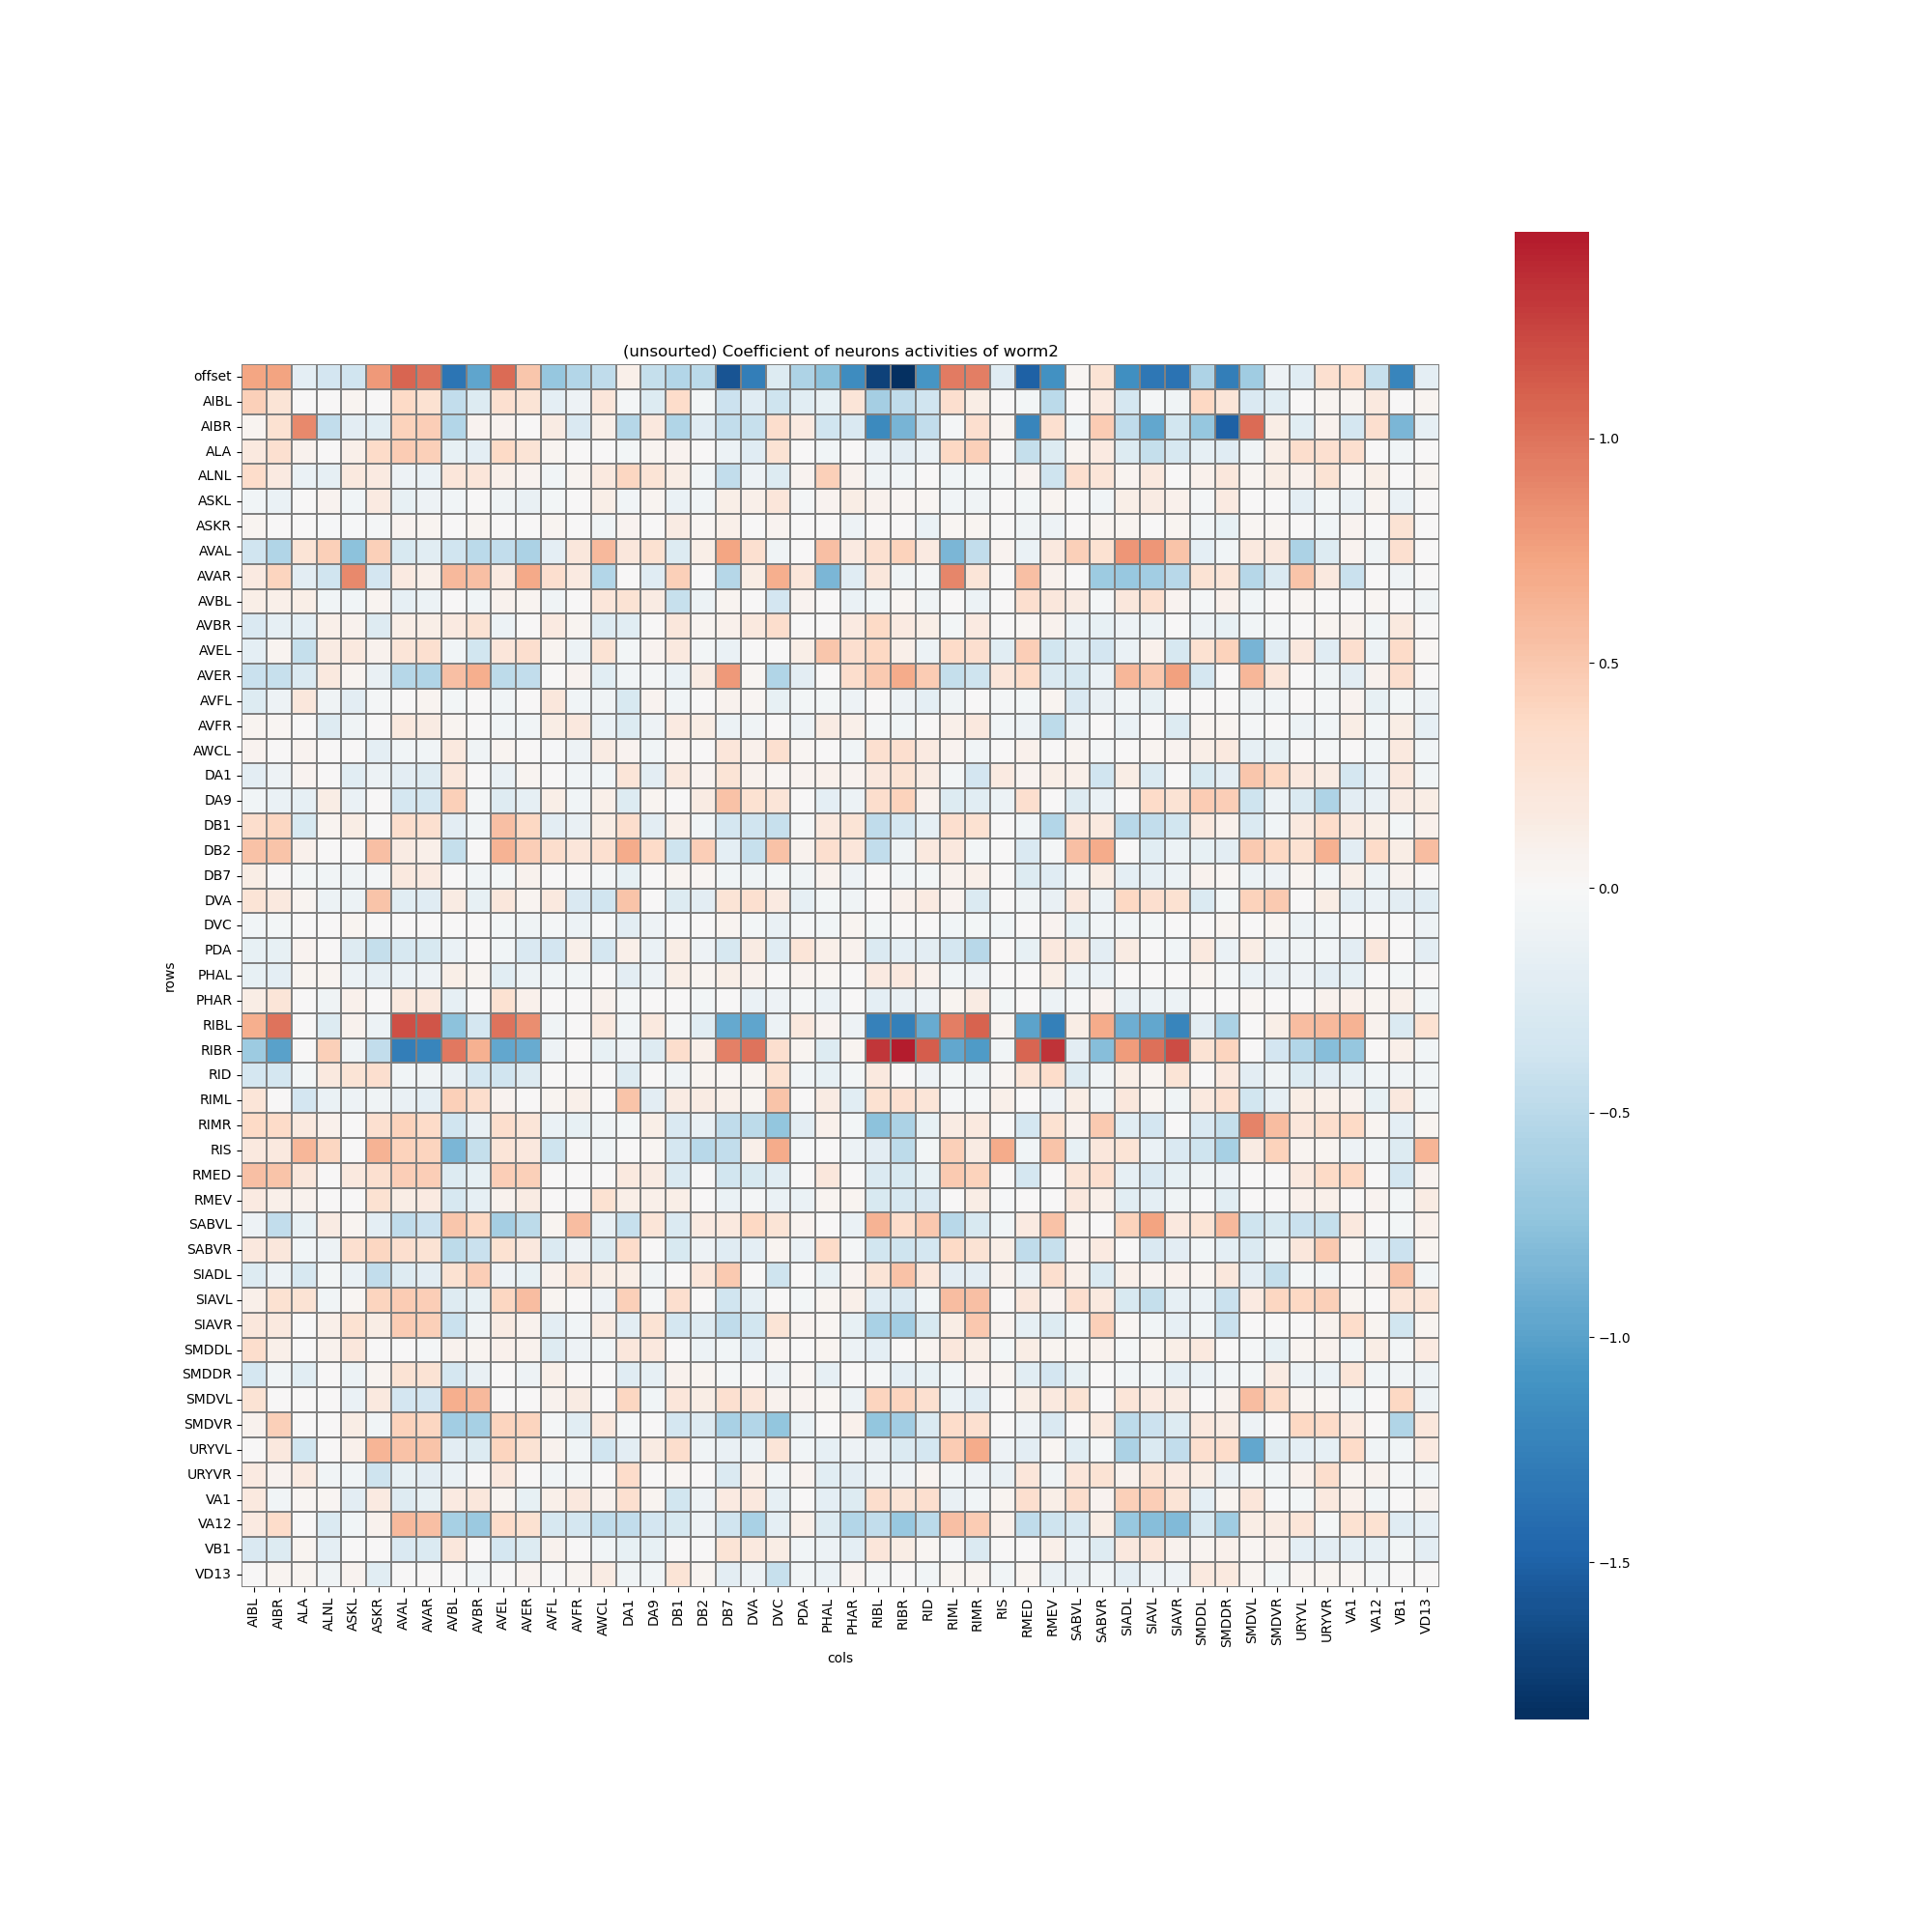 (unsourted) Coefficient of neurons activities of worm2
offset
AIBL
AIBR
ALA
ALNL
ASKL
ASKR
AVAL
AVAR
AVBL
AVBR
AVEL
AVER
AVFL
AVFR
AWCL
DA1
DA9
DB1
DB2
DB7
DVA
DVC
PDA
PHAL
PHAR
RIBL
RIBR
RID
RIML
RIMR
RIS
RMED
RMEV
SABVL
SABVR
SIADL
SIAVL
SIAVR
SMDDL
SMDDR
SMDVL
SMDVR
URYVL
URYVR
VA1
VA12
VB1
VD13
rows
AIBL AIBR ALA ALNL ASKL ASKR AVAL AVAR AVBL AVBR AVEL AVER AVFL AVFR AWCL DA1 DA9 DB1 DB2 DB7 DVA DVC PDA PHAL PHAR RIBL RIBR RID RIML RIMR RIS RMED RMEV SABVL SABVR SIADL SIAVL SIAVR SMDDL SMDDR SMDVL SMDVR URYVL URYVR VA1 VA12 VB1 VD13
cols
1.0
0.5
0.0
−0.5
−1.0
−1.5